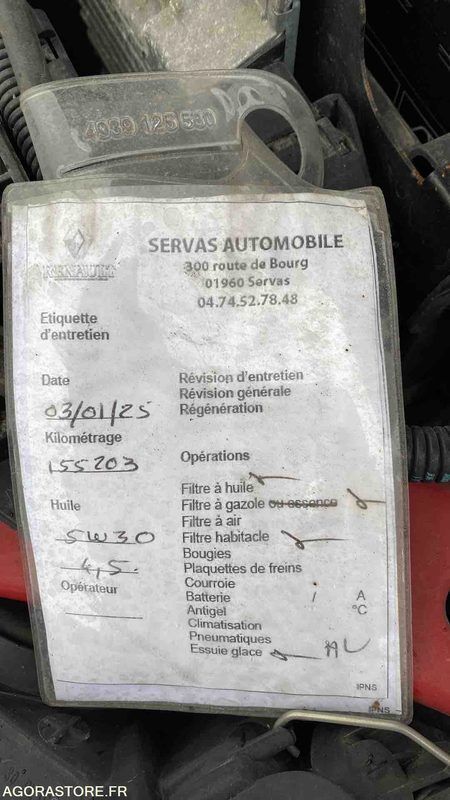 4039 125 530
SERVAS AUTOMOBILE
RENAULT
300 route de Bourg
01960 Servas
04.74.52.78.48
Etiquette
d'entretien
Date
03/01/25
Kilométrage
155203
Huile
5W30
4,5.
Opérateur
Révision d'entretien
Révision générale
Régénération
Opérations
Filtre à huile
Filtre à gazole ou essence
Filtre à air
Filtre habitacle
Bougies
Plaquettes de freins
Courroie
Batterie / A
Antigel °C
Climatisation
Pneumatiques
Essuie glace AV
IPNS
IPNS
AGORASTORE.FR